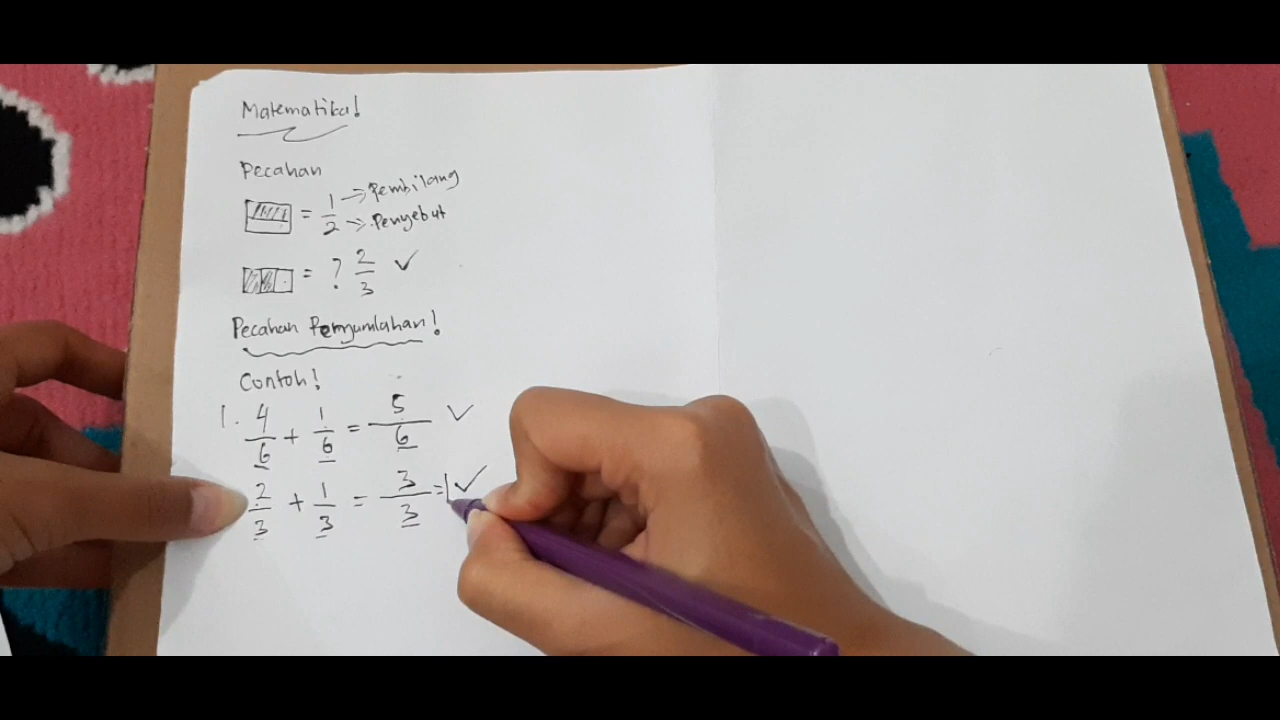 Matematika!
Pecahan
= 1/2 → Pembilang
→ Penyebut
= ? 2/3 ✓
Pecahan Penjumlahan!
Contoh!
1. 4/6 + 1/6 = 5/6 ✓
2/3 + 1/3 = 3/3 = 1 ✓